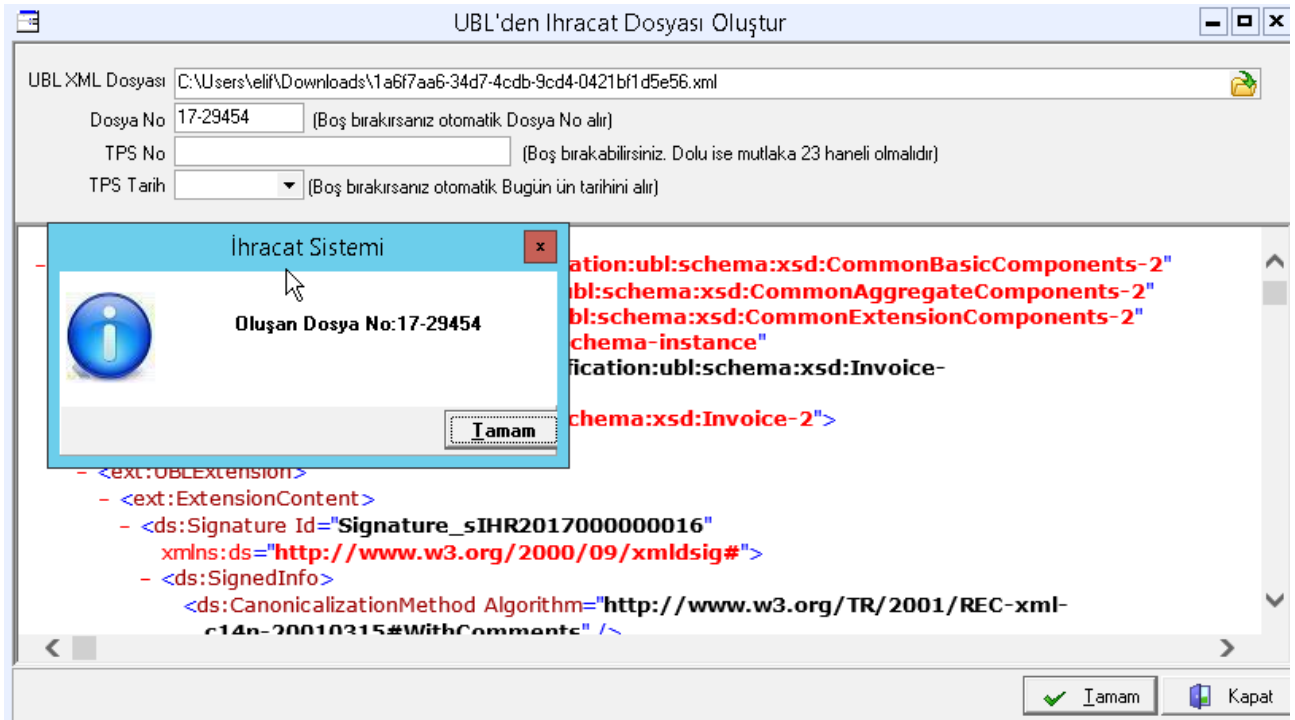 UBL'den Ihracat Dosyası Oluştur
UBL XML Dosyası C:\Users\elif\Downloads\1a6f7aa6-34d7-4cdb-9cd4-0421bf1d5e56.xml
Dosya No 17-29454 (Boş bırakırsanız otomatik Dosya No alır)
TPS No (Boş bırakabilirsiniz. Dolu ise mutlaka 23 haneli olmalıdır)
TPS Tarih (Boş bırakırsanız otomatik Bugün ün tarihini alır)
İhracat Sistemi
x
Oluşan Dosya No:17-29454
Tamam
ation:ubl:schema:xsd:CommonBasicComponents-2"
ubl:schema:xsd:CommonAggregateComponents-2"
bl:schema:xsd:CommonExtensionComponents-2"
chema-instance"
fication:ubl:schema:xsd:Invoice-
chema:xsd:Invoice-2">
- <ext:UBLExtension>
- <ext:ExtensionContent>
- <ds:Signature Id="Signature_sIHR2017000000016"
xmlns:ds="http://www.w3.org/2000/09/xmldsig#">
- <ds:SignedInfo>
<ds:CanonicalizationMethod Algorithm="http://www.w3.org/TR/2001/REC-xml-
c14n-20010315#WithComments" />
Tamam Kapat